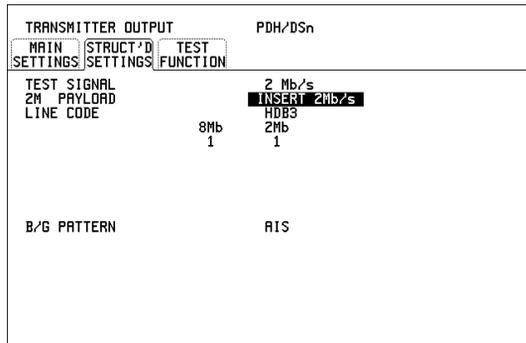 TRANSMITTER OUTPUT PDH/DSn
MAIN SETTINGS STRUCT'D SETTINGS TEST FUNCTION
TEST SIGNAL 2 Mb/s
2M PAYLOAD INSERT 2Mb/s
LINE CODE HDB3
8Mb 2Mb
1 1
B/G PATTERN AIS